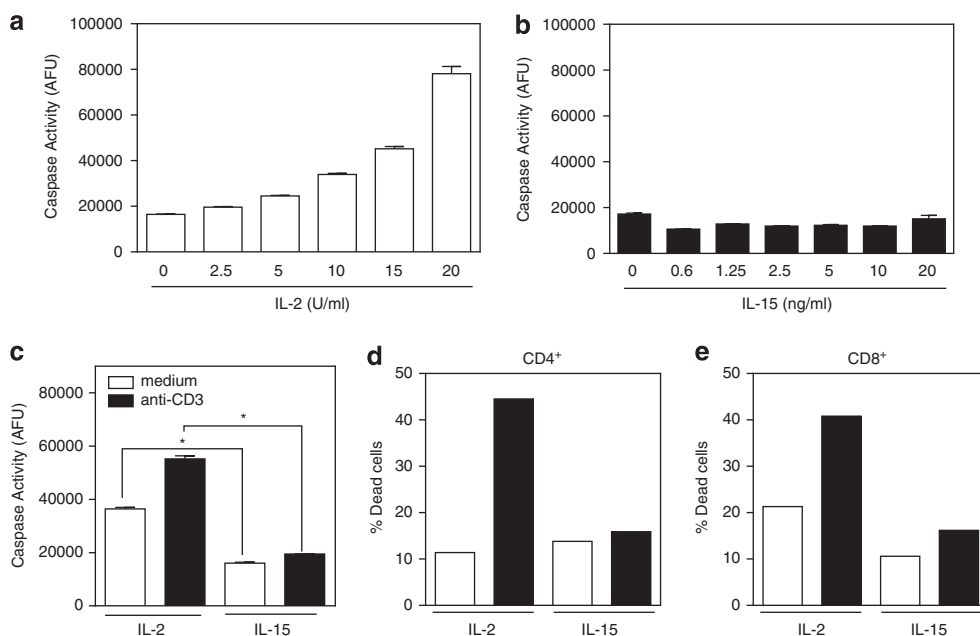 a
Caspase Activity (AFU)
100000
80000
60000
40000
20000
0
0 2.5 5 10 15 20
IL-2 (U/ml)
b
Caspase Activity (AFU)
100000
80000
60000
40000
20000
0
0 0.6 1.25 2.5 5 10 20
IL-15 (ng/ml)
c
Caspase Activity (AFU)
80000
60000
40000
20000
0
medium
anti-CD3
*
*
IL-2 IL-15
d
CD4⁺
% Dead cells
50
40
30
20
10
0
IL-2 IL-15
e
CD8⁺
% Dead cells
50
40
30
20
10
0
IL-2 IL-15